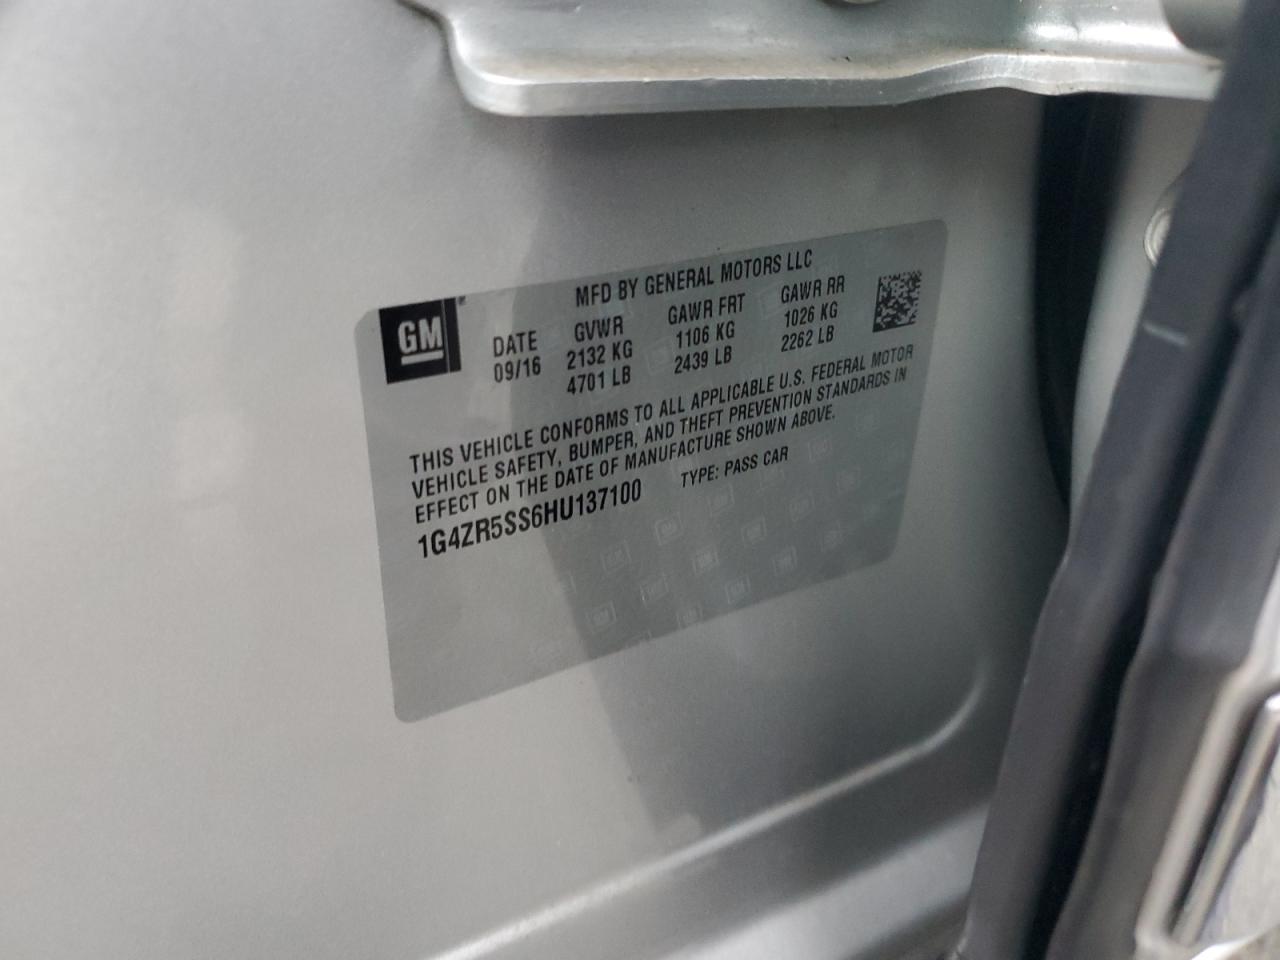 MFD BY GENERAL MOTORS LLC
GM
DATE GVWR GAWR FRT GAWR RR
09/16 2132 KG 1106 KG 1026 KG
4701 LB 2439 LB 2262 LB
THIS VEHICLE CONFORMS TO ALL APPLICABLE U.S. FEDERAL MOTOR
VEHICLE SAFETY, BUMPER, AND THEFT PREVENTION STANDARDS IN
EFFECT ON THE DATE OF MANUFACTURE SHOWN ABOVE.
1G4ZR5SS6HU137100 TYPE: PASS CAR